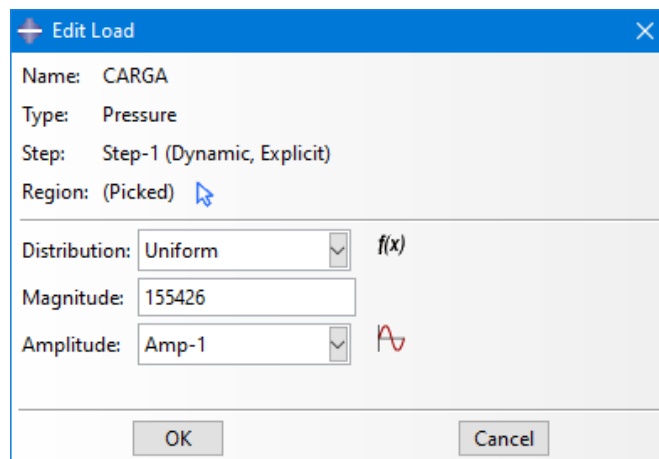 Edit Load
Name: CARGA
Type: Pressure
Step: Step-1 (Dynamic, Explicit)
Region: (Picked)
Distribution: Uniform f(x)
Magnitude: 155426
Amplitude: Amp-1
OK Cancel